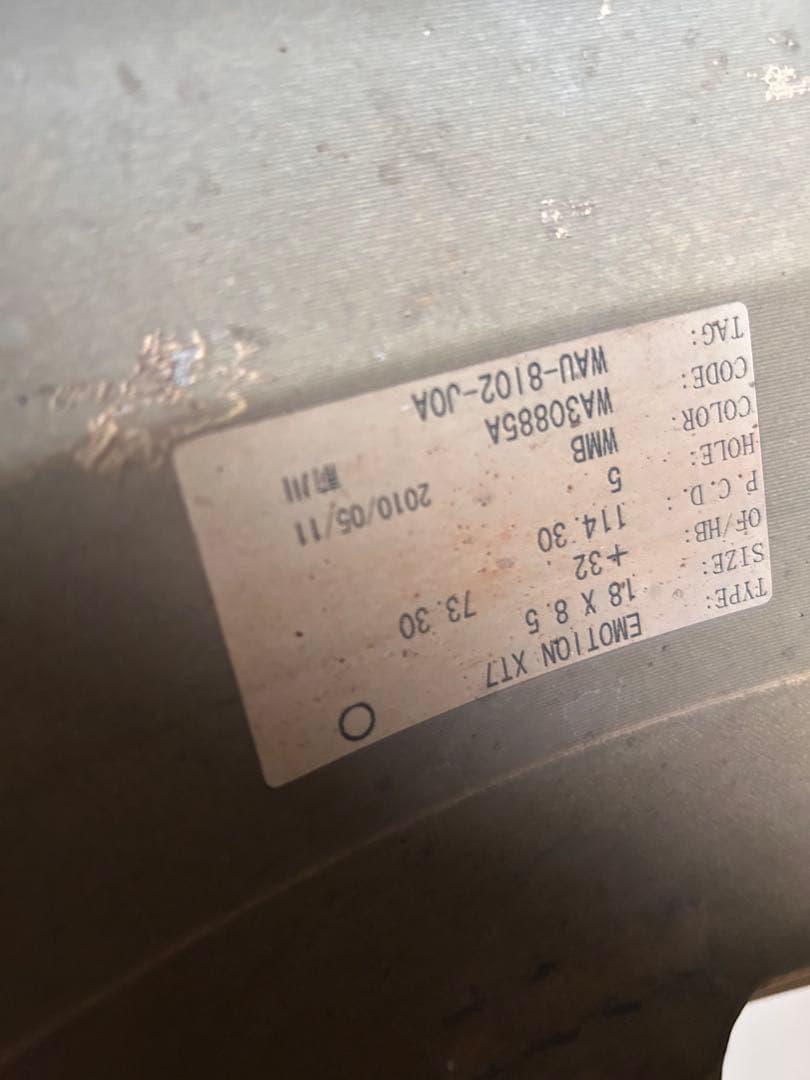 TYPE: EMOTION XT7
SIZE: 18 X 8.5
OF/HB: +32 73.30
P.C.D.: 114.30
HOLE: 5
COLOR: WMB 2010/05/11
CODE: WA30885A
TAG: WAU-8102-J0A